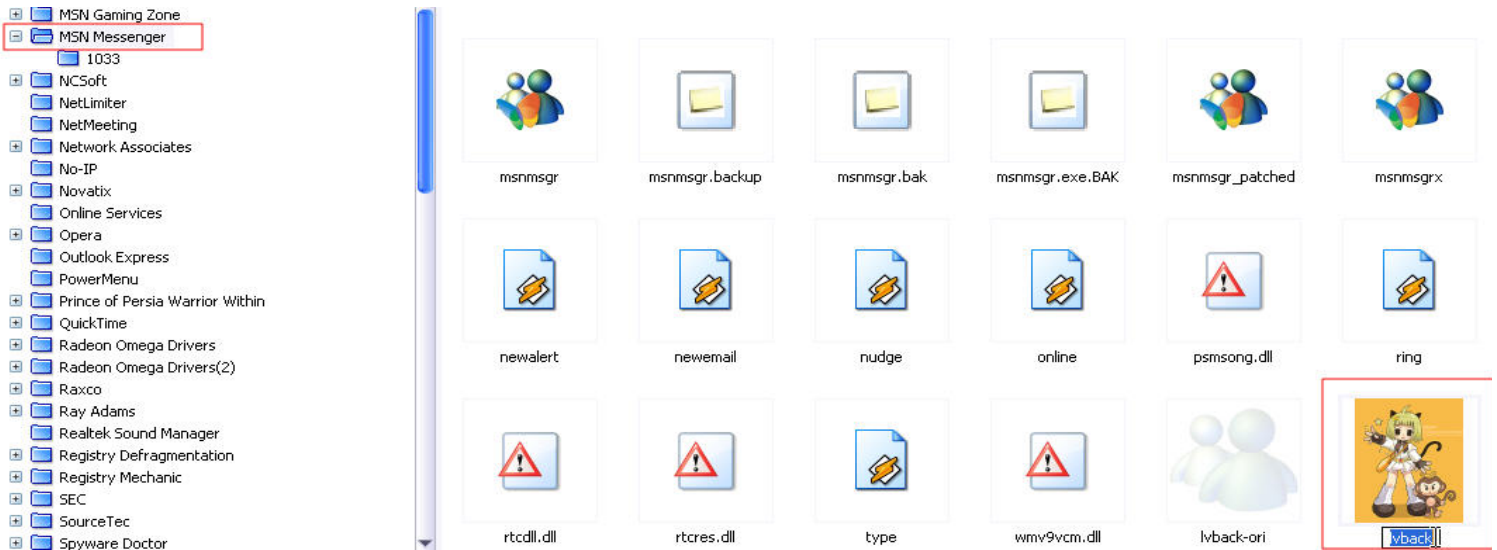 MSN Gaming Zone
MSN Messenger
1033
NCSoft
NetLimiter
NetMeeting
Network Associates
No-IP
Novatix
Online Services
Opera
Outlook Express
PowerMenu
Prince of Persia Warrior Within
QuickTime
Radeon Omega Drivers
Radeon Omega Drivers(2)
Raxco
Ray Adams
Realtek Sound Manager
Registry Defragmentation
Registry Mechanic
SEC
SourceTec
Spyware Doctor
msnmsgr msnmsgr.backup msnmsgr.bak msnmsgr.exe.BAK msnmsgr_patched msnmsgrx
newalert newemail nudge online psmsong.dll ring
rtcdll.dll rtcres.dll type wmv9vcm.dll lvback-ori lvback